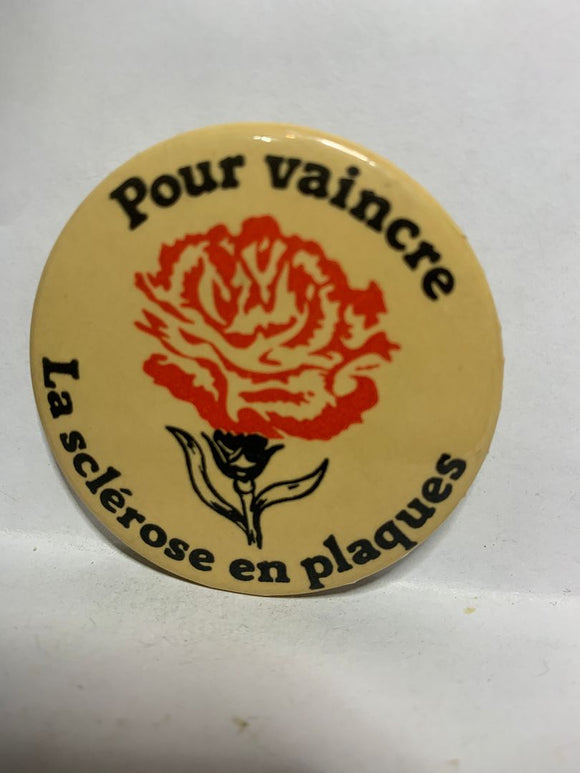 Pour vaincre
La sclérose en plaques